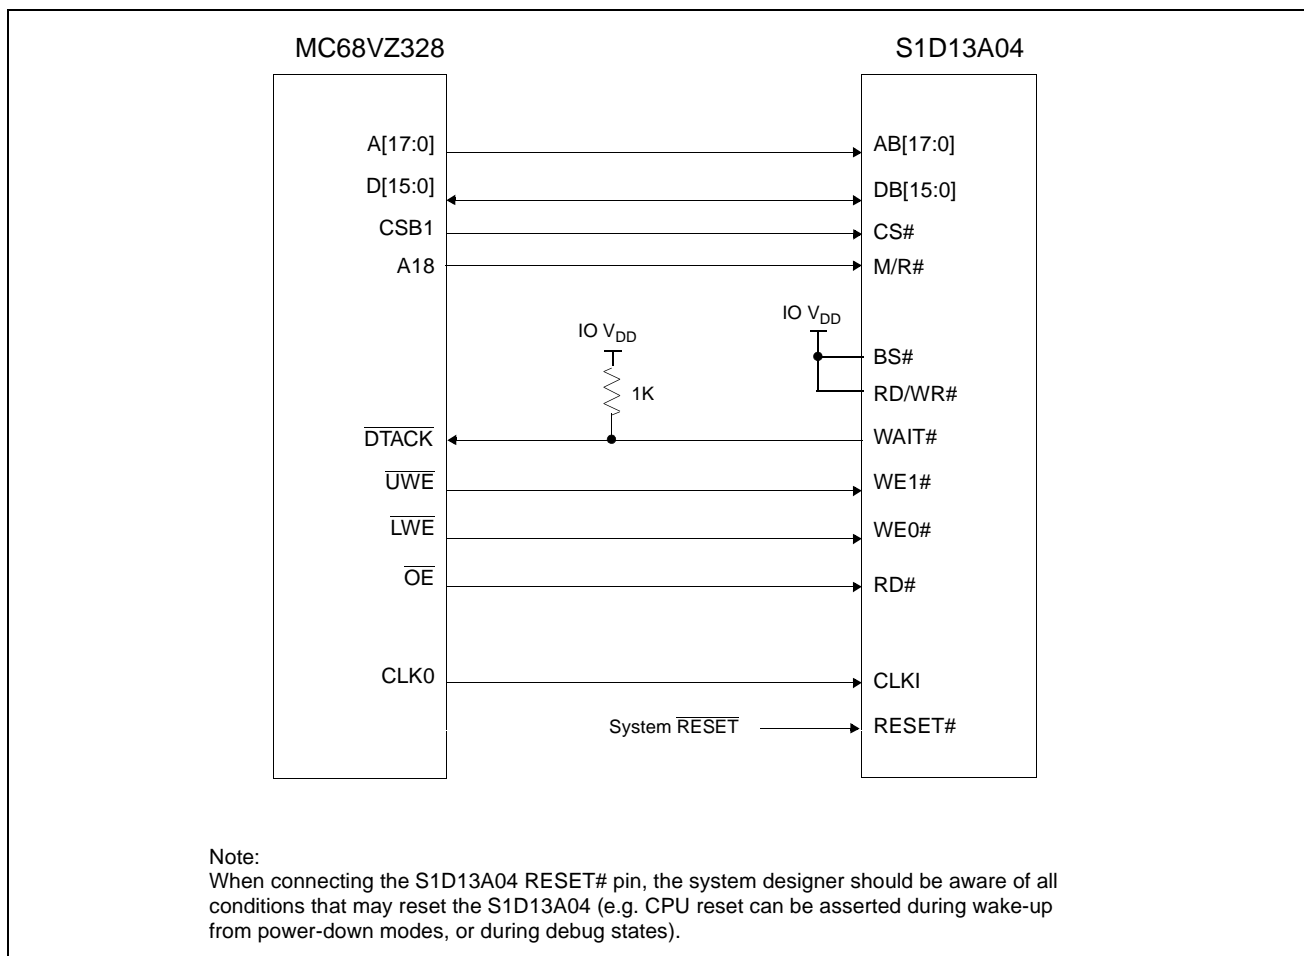 MC68VZ328 S1D13A04
A[17:0] AB[17:0]
D[15:0] DB[15:0]
CSB1 CS#
A18 M/R#
IO VDD
IO VDD
BS#
1K RD/WR#
DTACK WAIT#
UWE WE1#
LWE WE0#
OE RD#
CLK0 CLKI
System RESET RESET#
Note:
When connecting the S1D13A04 RESET# pin, the system designer should be aware of all
conditions that may reset the S1D13A04 (e.g. CPU reset can be asserted during wake-up
from power-down modes, or during debug states).